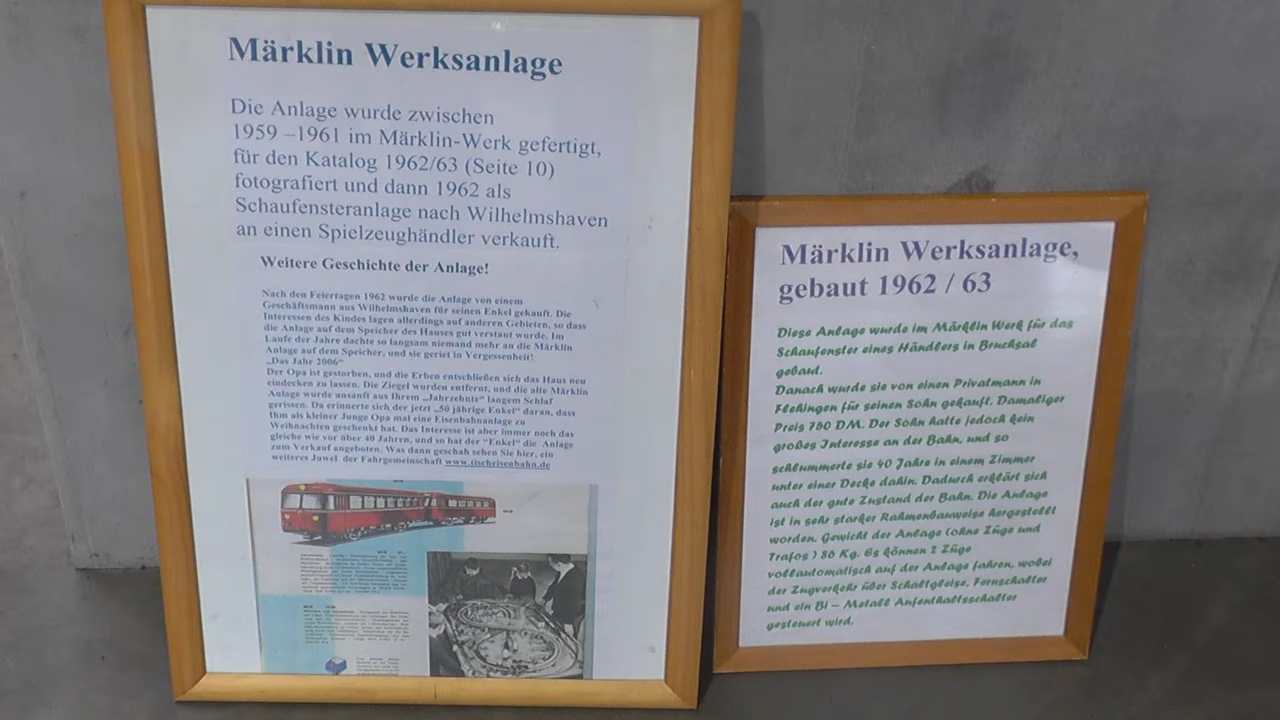 Märklin Werksanlage
Die Anlage wurde zwischen
1959 –1961 im Märklin-Werk gefertigt,
für den Katalog 1962/63 (Seite 10)
fotografiert und dann 1962 als
Schaufensteranlage nach Wilhelmshaven
an einen Spielzeughändler verkauft.
Weitere Geschichte der Anlage!
Nach den Feiertagen 1962 wurde die Anlage von einem
Geschäftsmann aus Wilhelmshaven für seinen Enkel gekauft. Die
Interessen des Kindes lagen allerdings auf anderen Gebieten, so dass
die Anlage auf dem Speicher des Hauses gut verstaut wurde. Im
Laufe der Jahre dachte so langsam niemand mehr an die Märklin
Anlage auf dem Speicher, und sie geriet in Vergessenheit!
„Das Jahr 2006“
Der Opa ist gestorben, und die Erben entschließen sich das Haus neu
eindecken zu lassen. Die Ziegel wurden entfernt, und die alte Märklin
Anlage wurde unsanft aus Ihrem „Jahrzehnte“ langem Schlaf
gerissen. Da erinnerte sich der jetzt „50 jährige Enkel“ daran, dass
Ihm als kleiner Junge Opa mal eine Eisenbahnanlage zu
Weihnachten geschenkt hat. Das Interesse ist aber immer noch das
gleiche wie vor über 40 Jahren, und so hat der “Enkel“ die Anlage
zum Verkauf angeboten. Was dann geschah sehen Sie hier, ein
weiteres Juwel der Fahrgemeinschaft www.tischeisenbahn.de
Märklin Werksanlage,
gebaut 1962 / 63
Diese Anlage wurde im Märklin Werk für das
Schaufenster eines Händlers in Bruchsal
gebaut.
Danach wurde sie von einen Privatmann in
Flehingen für seinen Sohn gekauft. Damaliger
Preis 760 DM. Der Sohn hatte jedoch kein
großes Interesse an der Bahn, und so
schlummerte sie 40 Jahre in einem Zimmer
unter einer Decke dahin. Dadurch erklärt sich
auch der gute Zustand der Bahn. Die Anlage
ist in sehr starker Rahmenbauweise hergestellt
worden. Gewicht der Anlage (ohne Züge und
Trafos ) 86 Kg. Es können 2 Züge
vollautomatisch auf der Anlage fahren, wobei
der Zugverkehr über Schaltgleise, Fernschalter
und ein Bi – Metall Aufenthaltsschalter
gesteuert wird.